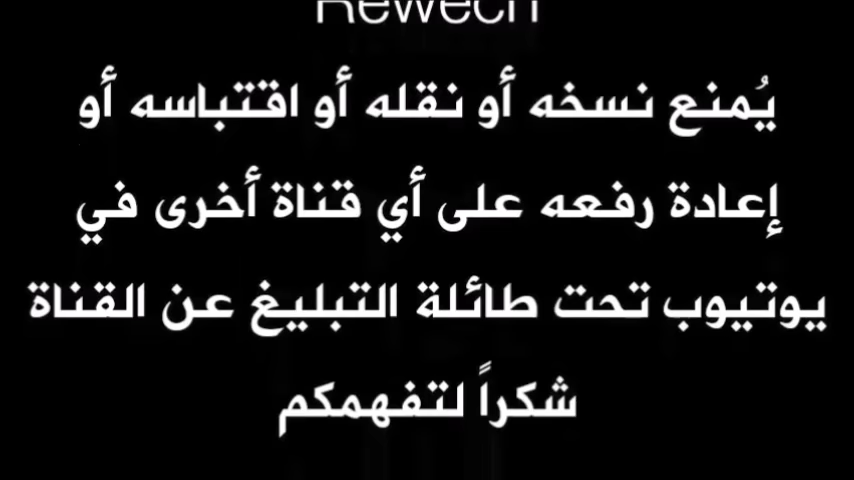 Rewech
يُمنع نسخه أو نقله أو اقتباسه أو
إعادة رفعه على أي قناة أخرى في
يوتيوب تحت طائلة التبليغ عن القناة
شكراً لتفهمكم